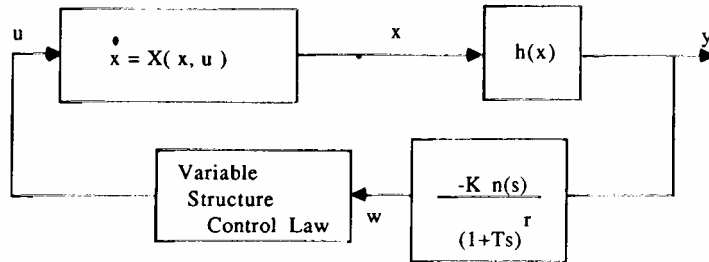 u
ẋ = X( x, u )
x
h(x)
y
Variable
Structure
Control Law
w
-K n(s)
(1+Ts)^r